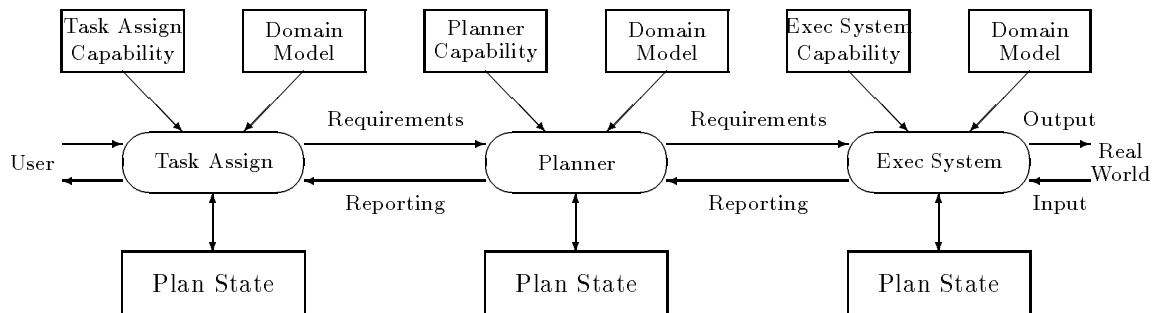 Task Assign
Capability
Domain
Model
Planner
Capability
Domain
Model
Exec System
Capability
Domain
Model
Requirements
Requirements
Output
User
Task Assign
Planner
Exec System
Real
World
Reporting
Reporting
Input
Plan State
Plan State
Plan State